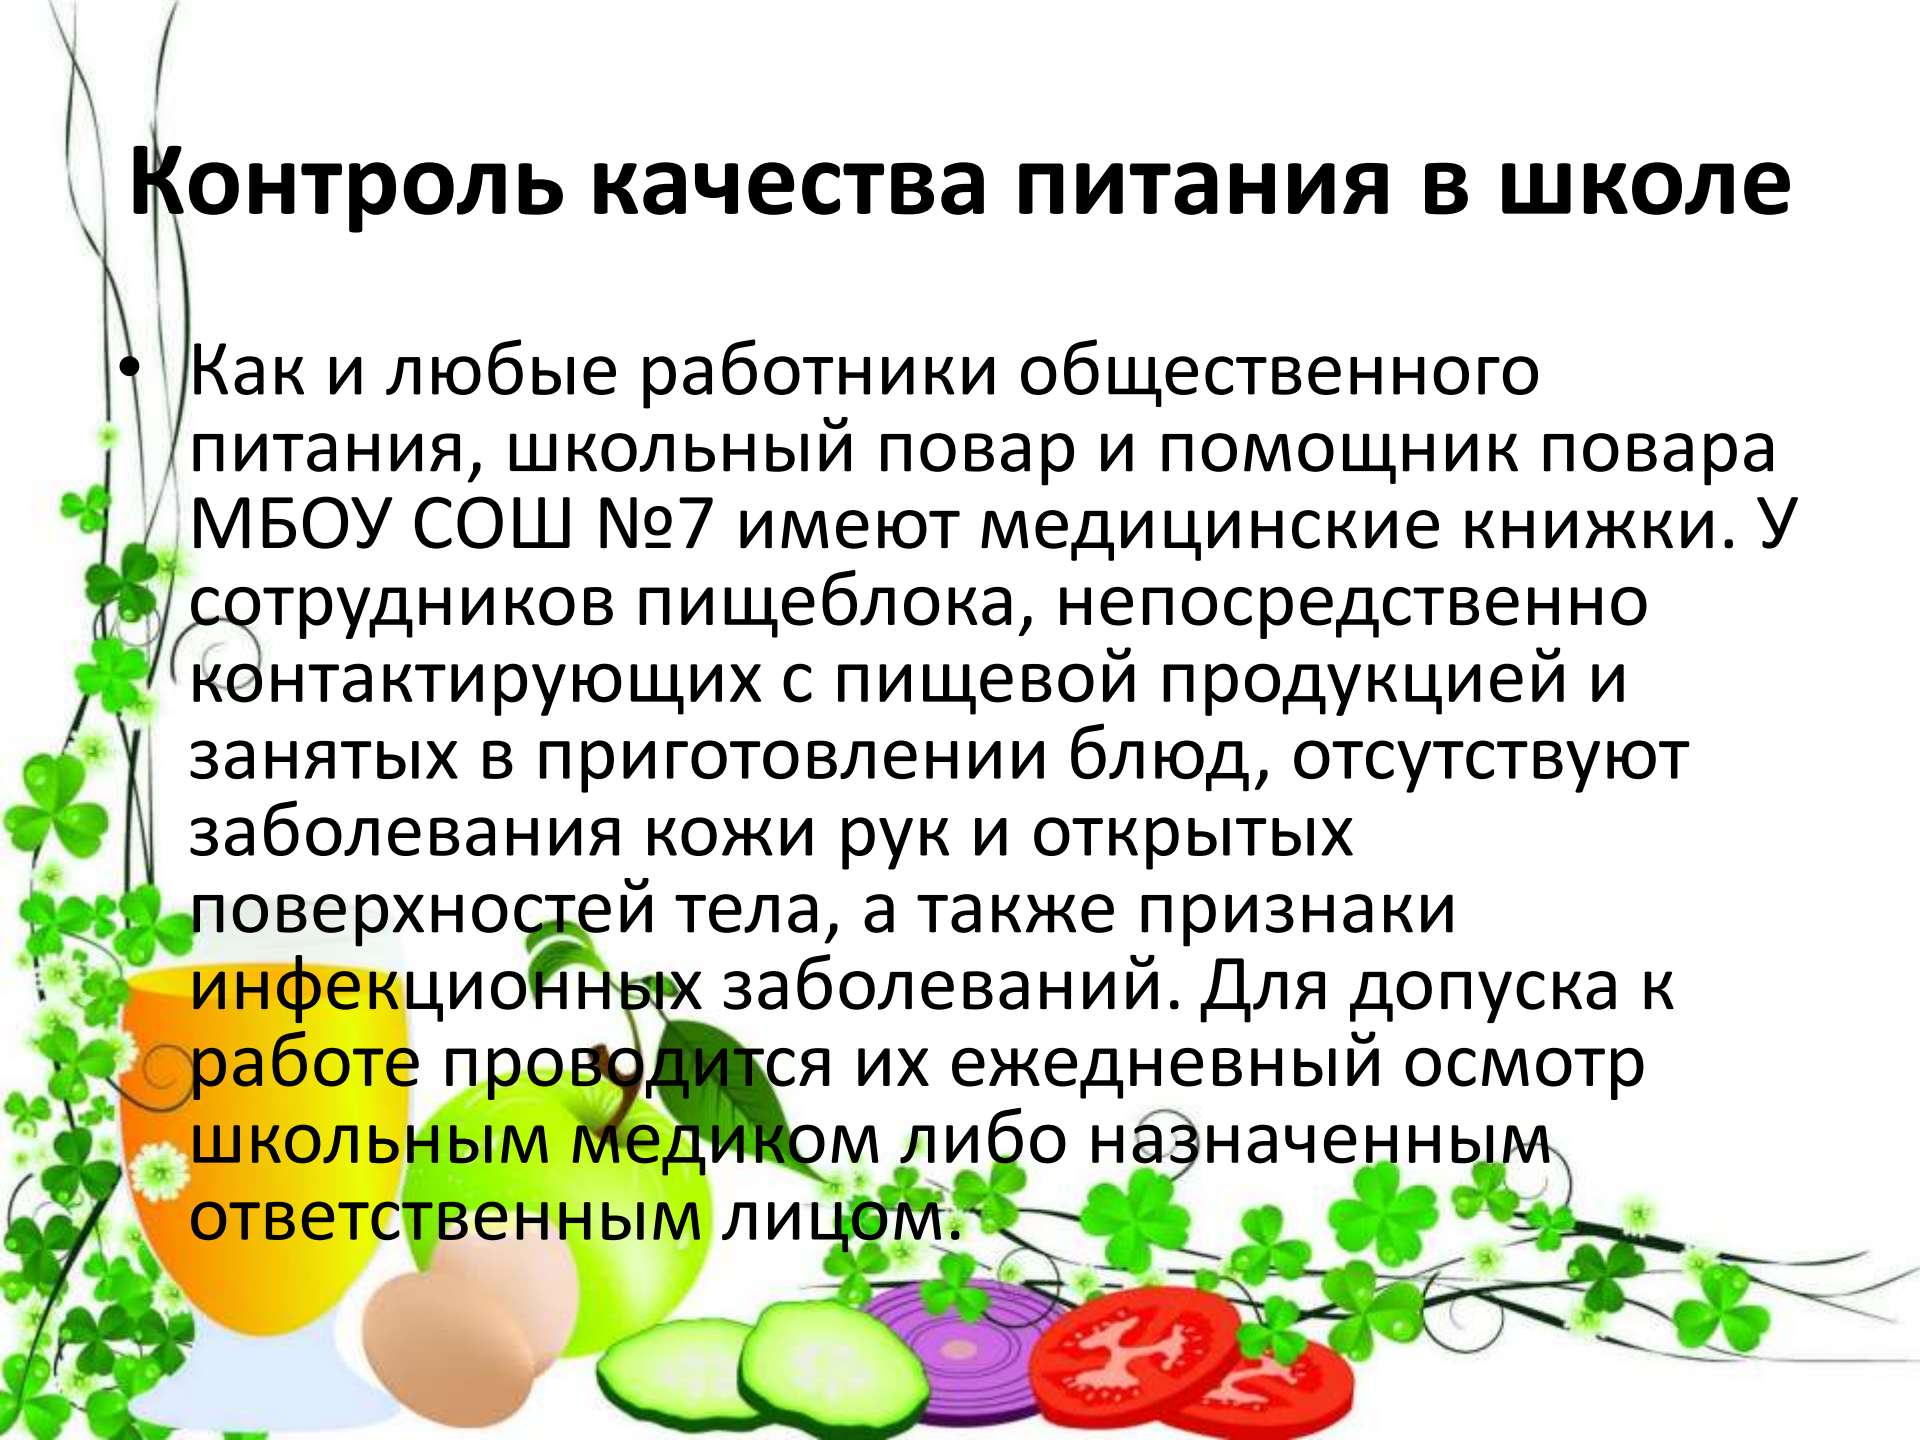 Контроль качества питания в школе
• Как и любые работники общественного
питания, школьный повар и помощник повара
МБОУ СОШ №7 имеют медицинские книжки. У
сотрудников пищеблока, непосредственно
контактирующих с пищевой продукцией и
занятых в приготовлении блюд, отсутствуют
заболевания кожи рук и открытых
поверхностей тела, а также признаки
инфекционных заболеваний. Для допуска к
работе проводится их ежедневный осмотр
школьным медиком либо назначенным
ответственным лицом.